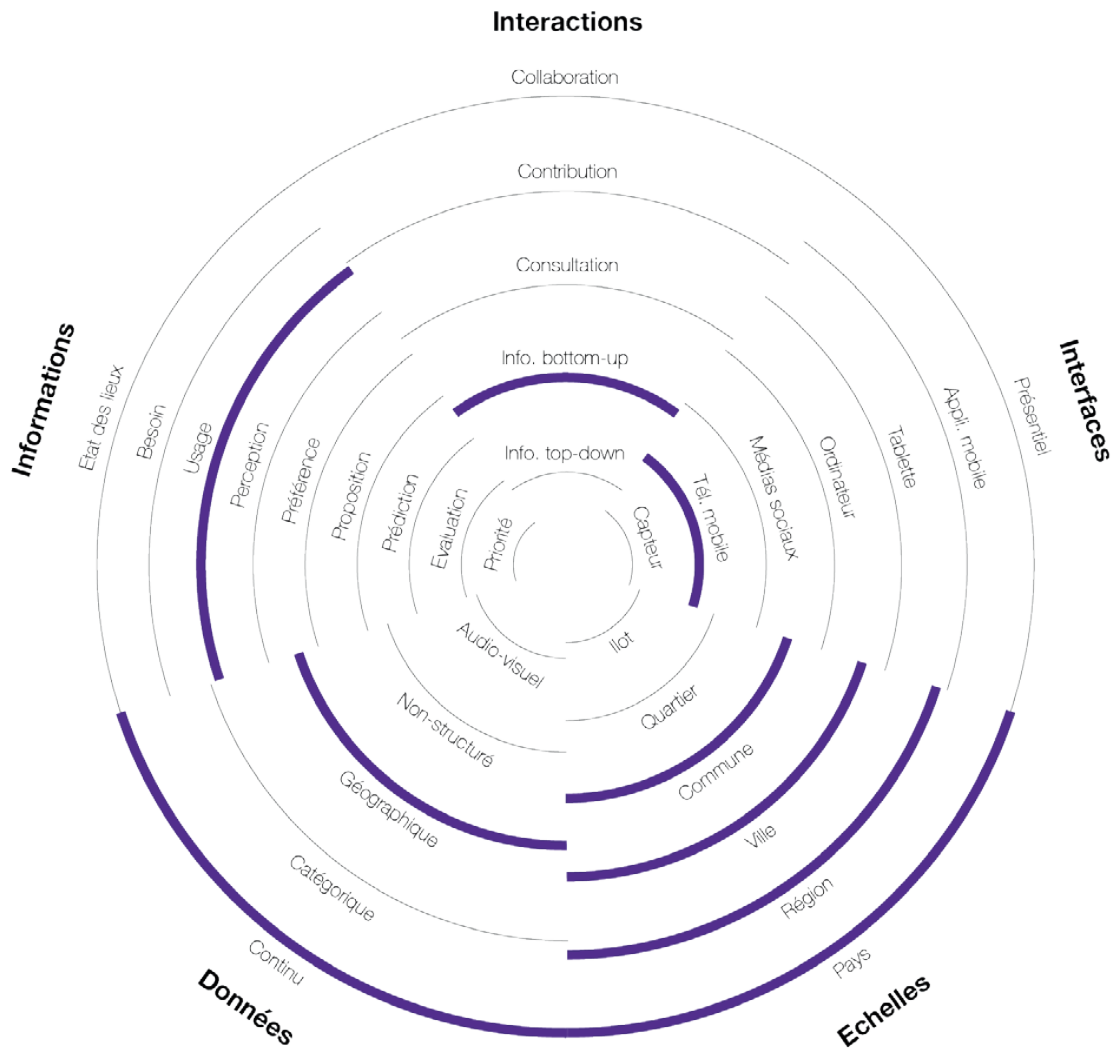 Interactions
Collaboration
Contribution
Consultation
Info. bottom-up
Info. top-down
Informations
Etat des lieux
Besoin
Usage
Perception
Préférence
Proposition
Prédiction
Evaluation
Priorité
Interfaces
Capteur
Tél. mobile
Médias sociaux
Ordinateur
Tablette
Appli. mobile
Présentiel
Audio-visuel
Non-structuré
Géographique
Catégorique
Continu
Données
Ilot
Quartier
Commune
Ville
Région
Pays
Echelles